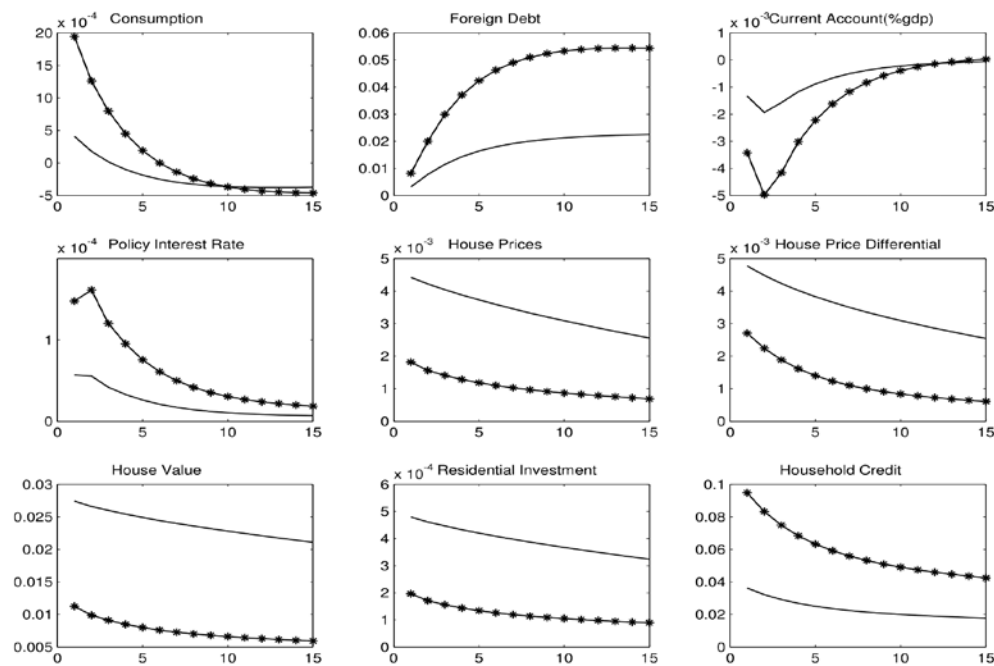 x 10⁻⁴ Consumption
20
15
10
5
0
-5
0 5 10 15
Foreign Debt
0.06
0.05
0.04
0.03
0.02
0.01
0
0 5 10 15
x 10⁻³ Current Account(%gdp)
1
0
-1
-2
-3
-4
-5
0 5 10 15
x 10⁻⁴ Policy Interest Rate
1
0
0 5 10 15
x 10⁻³ House Prices
5
4
3
2
1
0
0 5 10 15
x 10⁻³ House Price Differential
5
4
3
2
1
0
0 5 10 15
House Value
0.03
0.025
0.02
0.015
0.01
0.005
0 5 10 15
x 10⁻⁴ Residential Investment
6
5
4
3
2
1
0
0 5 10 15
Household Credit
0.1
0.08
0.06
0.04
0.02
0
0 5 10 15